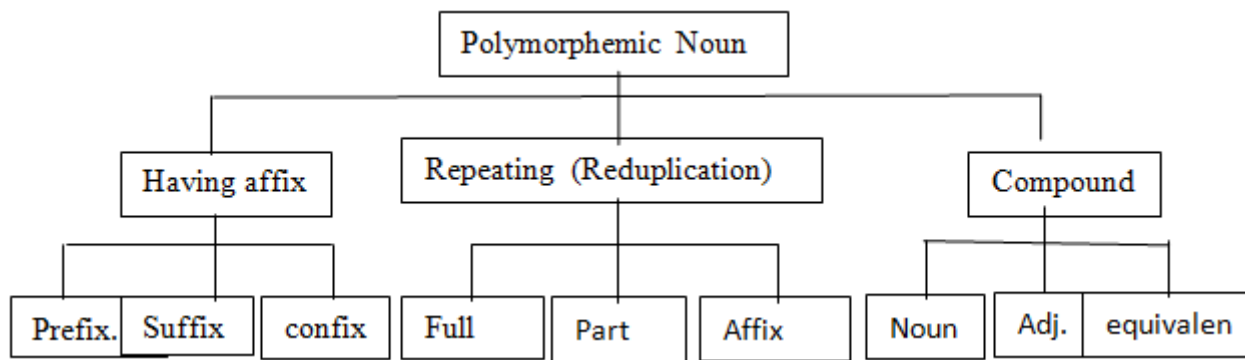 Polymorphemic Noun
Having affix
Repeating (Reduplication)
Compound
Prefix.
Suffix
confix
Full
Part
Affix
Noun
Adj.
equivalen